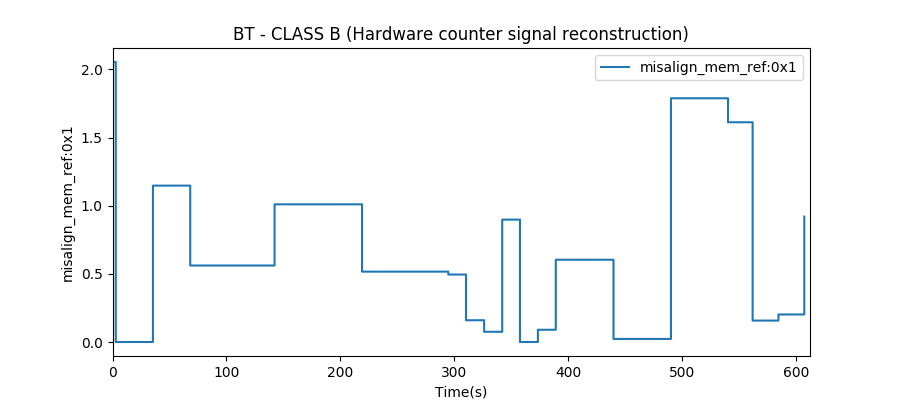 BT - CLASS B (Hardware counter signal reconstruction)
misalign_mem_ref:0x1
misalign_mem_ref:0x1
2.0
1.5
1.0
0.5
0.0
0 100 200 300 400 500 600
Time(s)